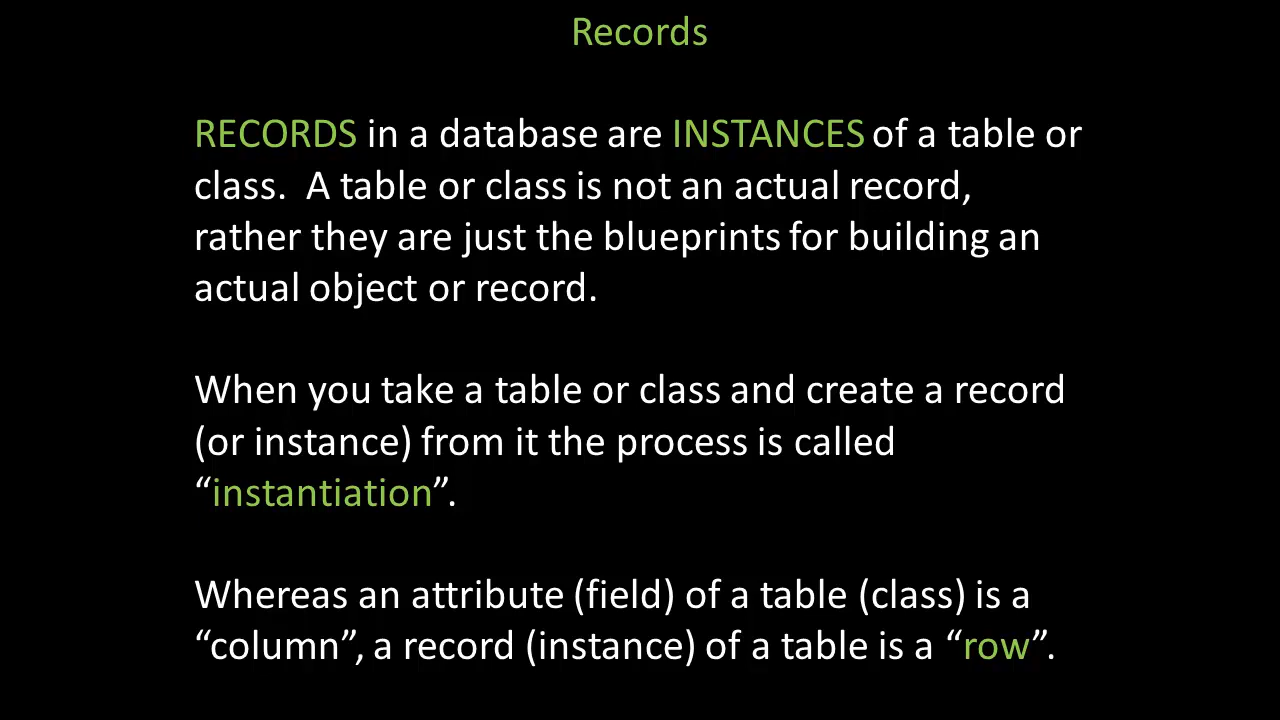 Records
RECORDS in a database are INSTANCES of a table or
class.  A table or class is not an actual record,
rather they are just the blueprints for building an
actual object or record.
When you take a table or class and create a record
(or instance) from it the process is called
“instantiation”.
Whereas an attribute (field) of a table (class) is a
“column”, a record (instance) of a table is a “row”.